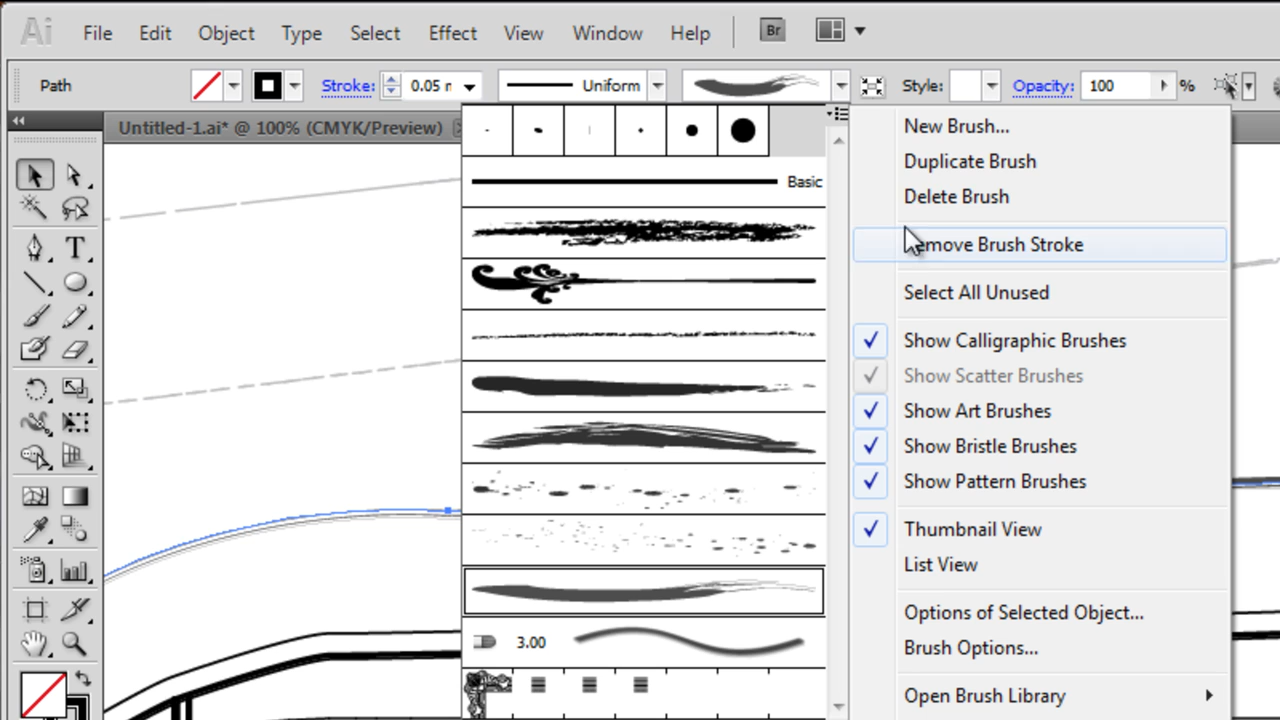 Ai File Edit Object Type Select Effect View Window Help Br
Path Stroke: 0.05 Uniform Style: Opacity: 100 %
Untitled-1.ai* @ 100% (CMYK/Preview)
T
Basic
3.00
New Brush...
Duplicate Brush
Delete Brush
emove Brush Stroke
Select All Unused
Show Calligraphic Brushes
Show Scatter Brushes
Show Art Brushes
Show Bristle Brushes
Show Pattern Brushes
Thumbnail View
List View
Options of Selected Object...
Brush Options...
Open Brush Library